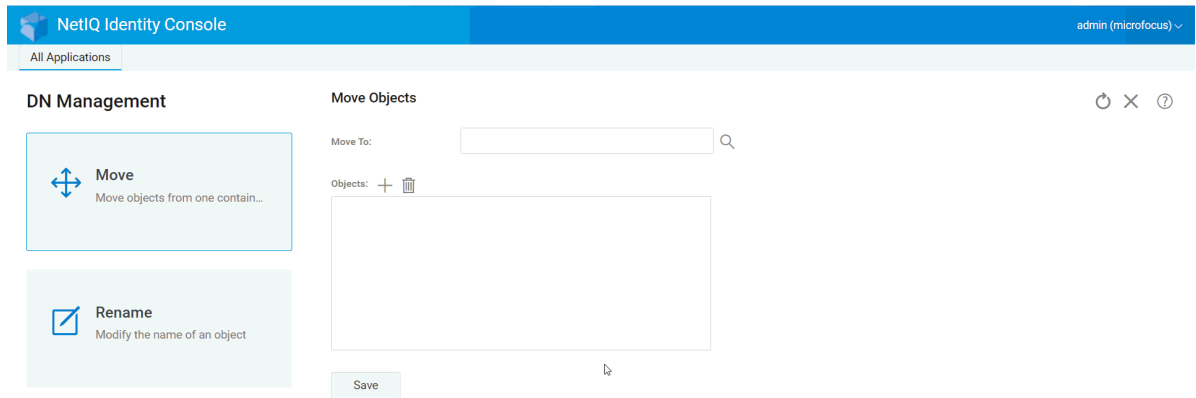 NetIQ Identity Console
admin (microfocus)
All Applications
DN Management
Move Objects
Move
Move objects from one contain...
Move To:
Objects:
Rename
Modify the name of an object
Save